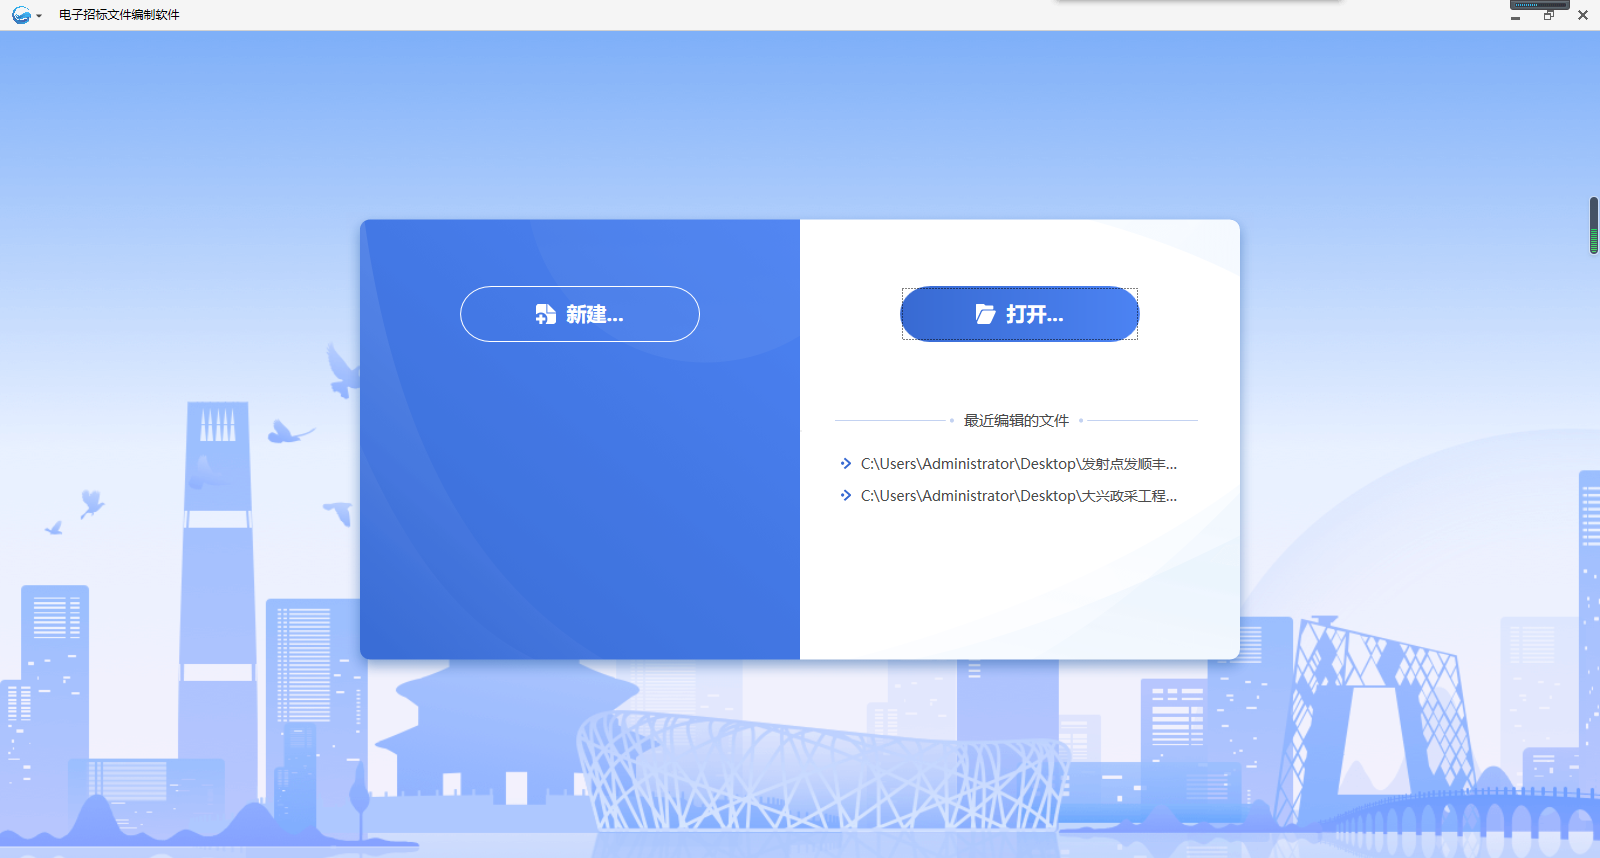 电子招标文件编制软件
新建...
打开...
最近编辑的文件
C:\Users\Administrator\Desktop\发射点发顺丰...
C:\Users\Administrator\Desktop\大兴政采工程...